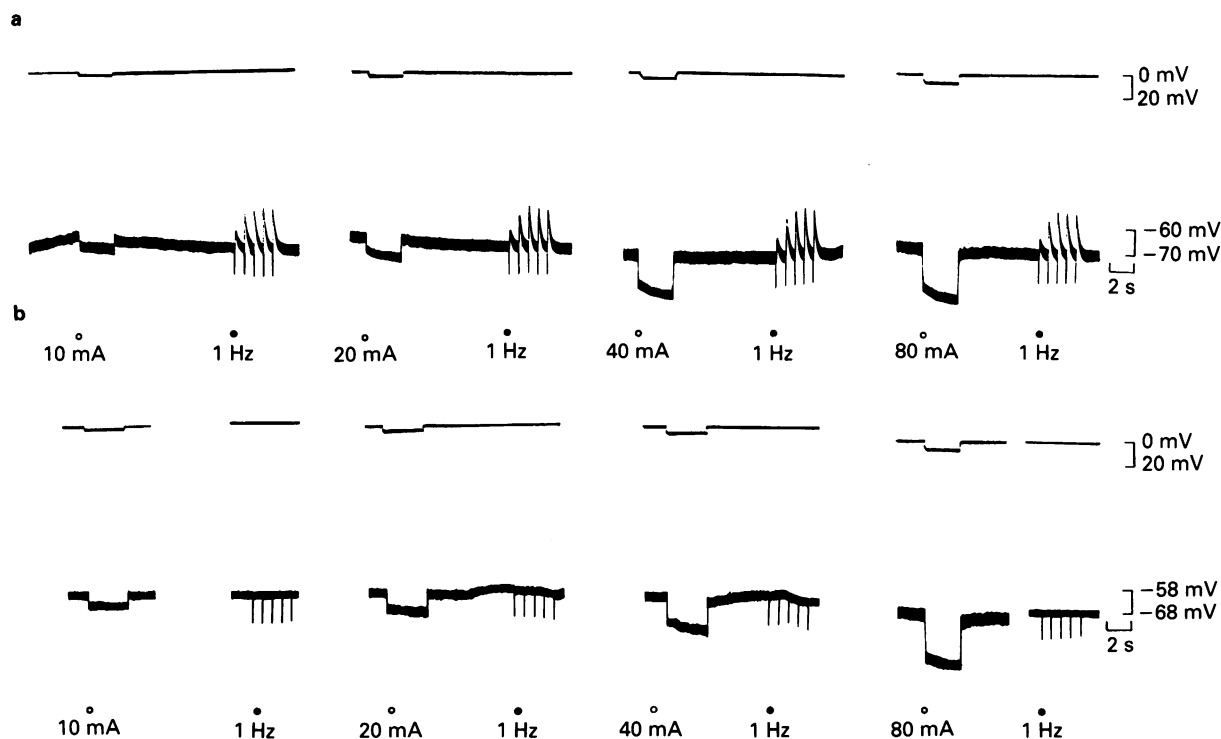 a
0 mV
20 mV
−60 mV
−70 mV
2 s
b
10 mA 1 Hz 20 mA 1 Hz 40 mA 1 Hz 80 mA 1 Hz
0 mV
20 mV
−58 mV
−68 mV
2 s
10 mA 1 Hz 20 mA 1 Hz 40 mA 1 Hz 80 mA 1 Hz